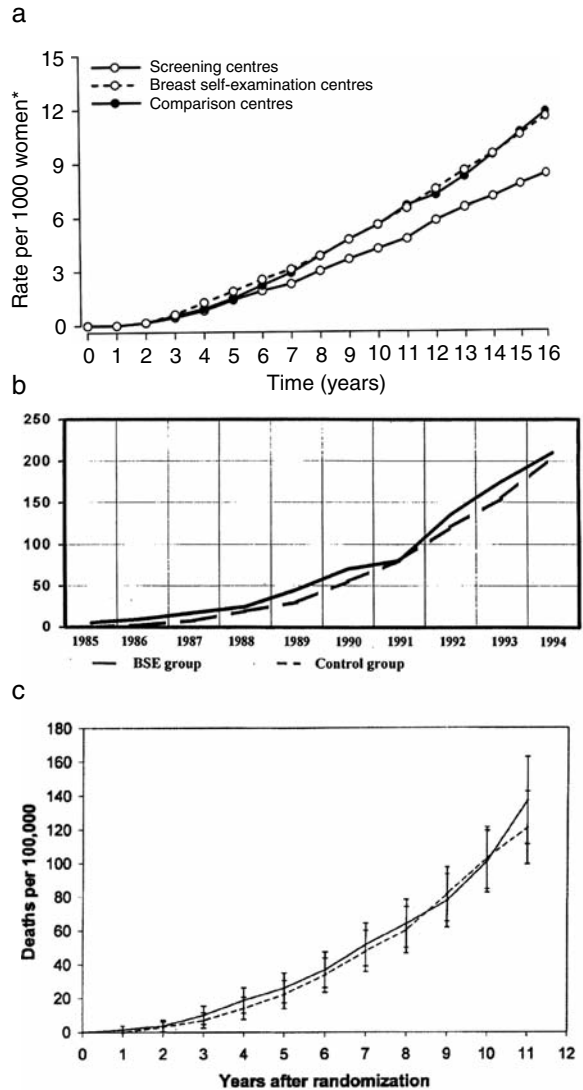 a
15
12
9
6
3
0
Rate per 1000 women*
Screening centres
Breast self-examination centres
Comparison centres
0 1 2 3 4 5 6 7 8 9 10 11 12 13 14 15 16
Time (years)
b
250
200
150
100
50
0
1985 1986 1987 1988 1989 1990 1991 1992 1993 1994
BSE group Control group
c
180
160
140
120
100
80
60
40
20
0
Deaths per 100,000
0 1 2 3 4 5 6 7 8 9 10 11 12
Years after randomization